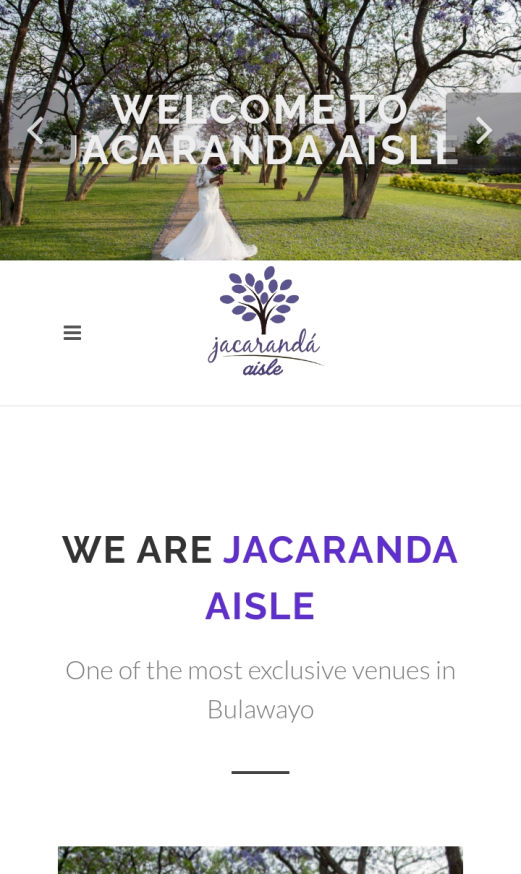 WELCOME TO
JACARANDA AISLE
jacarandá
aisle
WE ARE JACARANDA
AISLE
One of the most exclusive venues in
Bulawayo